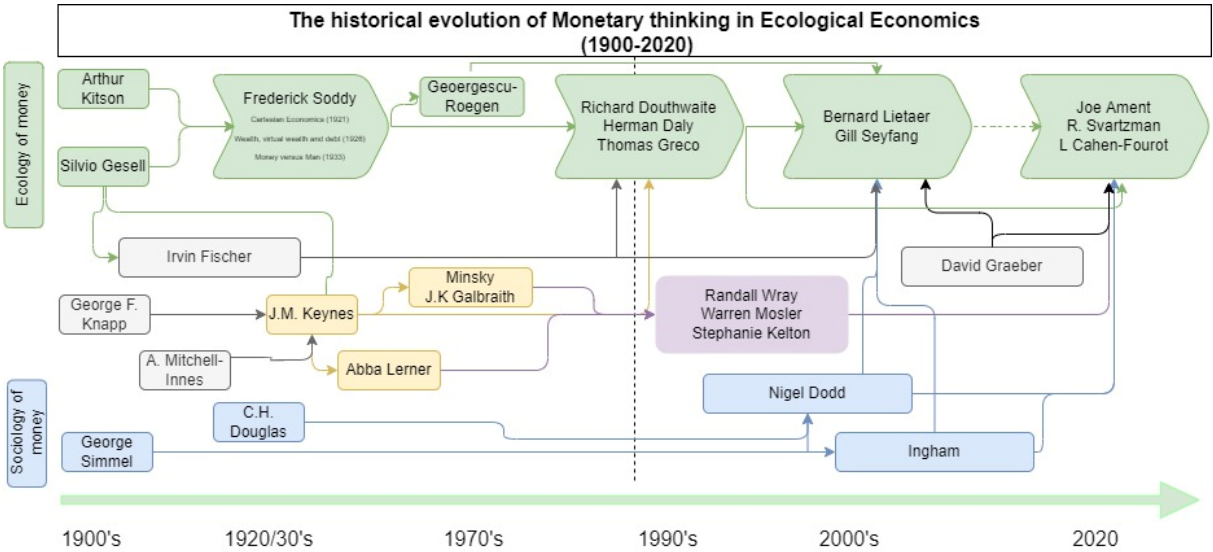 The historical evolution of Monetary thinking in Ecological Economics
(1900-2020)
Ecology of money
Arthur
Kitson
Silvio Gesell
Frederick Soddy
Cartesian Economics (1921)
Wealth, virtual wealth and debt (1926)
Money versus Man (1933)
Geoergescu-
Roegen
Richard Douthwaite
Herman Daly
Thomas Greco
Bernard Lietaer
Gill Seyfang
Joe Ament
R. Svartzman
L Cahen-Fourot
Irvin Fischer
David Graeber
George F.
Knapp
J.M. Keynes
Minsky
J.K Galbraith
Randall Wray
Warren Mosler
Stephanie Kelton
A. Mitchell-
Innes
Abba Lerner
Sociology of
money
Nigel Dodd
C.H.
Douglas
George
Simmel
Ingham
1900's
1920/30's
1970's
1990's
2000's
2020